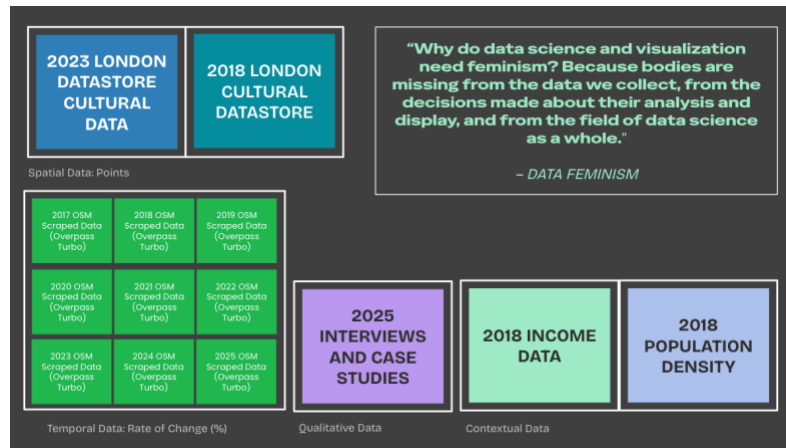 2023 LONDON
DATASTORE
CULTURAL
DATA
2018 LONDON
CULTURAL
DATASTORE
Spatial Data: Points
“Why do data science and visualization
need feminism? Because bodies are
missing from the data we collect, from the
decisions made about their analysis and
display, and from the field of data science
as a whole.”
– DATA FEMINISM
2017 OSM
Scraped Data
(Overpass
Turbo)
2018 OSM
Scraped Data
(Overpass
Turbo)
2019 OSM
Scraped Data
(Overpass
Turbo)
2020 OSM
Scraped Data
(Overpass
Turbo)
2021 OSM
Scraped Data
(Overpass
Turbo)
2022 OSM
Scraped Data
(Overpass
Turbo)
2023 OSM
Scraped Data
(Overpass
Turbo)
2024 OSM
Scraped Data
(Overpass
Turbo)
2025 OSM
Scraped Data
(Overpass
Turbo)
Temporal Data: Rate of Change (%)
2025
INTERVIEWS
AND CASE
STUDIES
Qualitative Data
2018 INCOME
DATA
2018
POPULATION
DENSITY
Contextual Data